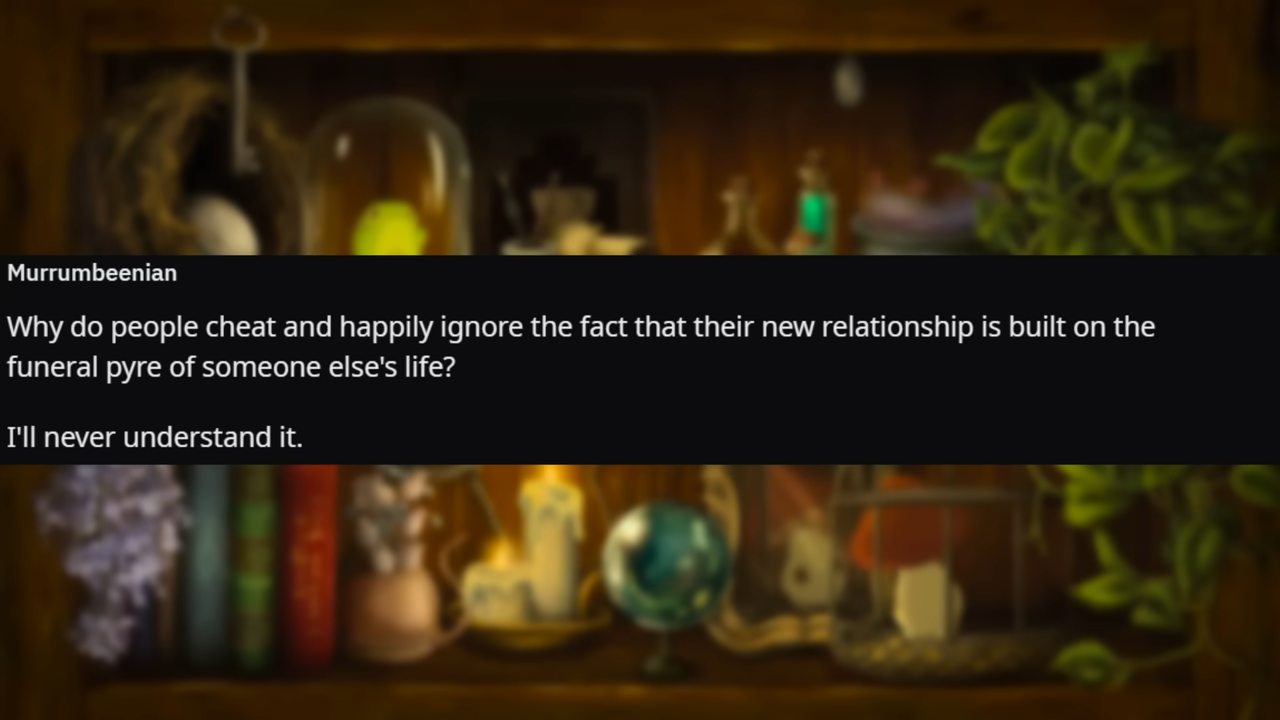 Murrumbeenian
Why do people cheat and happily ignore the fact that their new relationship is built on the
funeral pyre of someone else's life?
I'll never understand it.